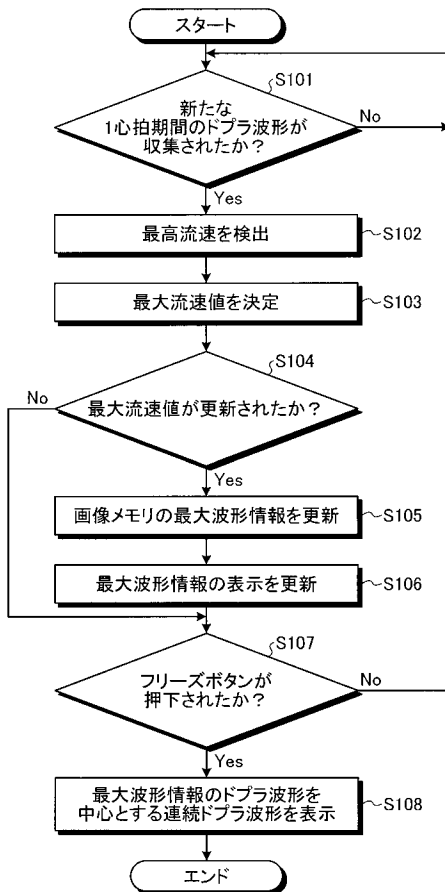 スタート
S101
新たな
1心拍期間のドプラ波形が
収集されたか？
No
Yes
最高流速を検出
S102
最大流速値を決定
S103
S104
最大流速値が更新されたか？
No
Yes
画像メモリの最大波形情報を更新
S105
最大波形情報の表示を更新
S106
S107
フリーズボタンが
押下されたか？
No
Yes
最大波形情報のドプラ波形を
中心とする連続ドプラ波形を表示
S108
エンド